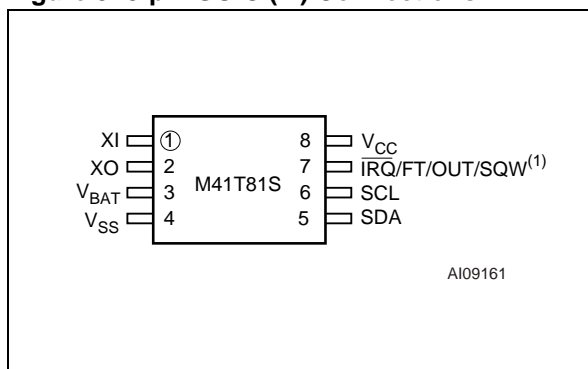 XI ① 8 VCC
XO 2 7 IRQ/FT/OUT/SQW(1)
VBAT 3 M41T81S 6 SCL
VSS 4 5 SDA
AI09161